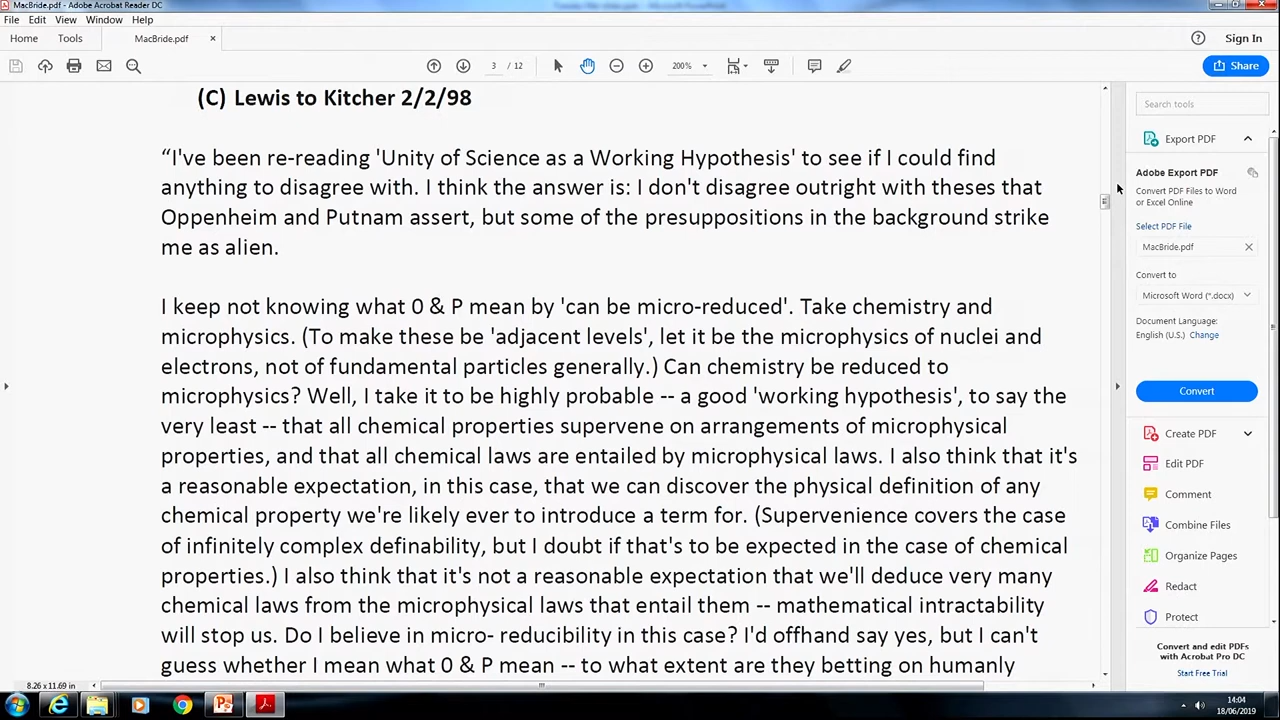 MacBride.pdf - Adobe Acrobat Reader DC
File Edit View Window Help
Home Tools MacBride.pdf × Sign In
3 / 12 200% Share
(C) Lewis to Kitcher 2/2/98
“I've been re-reading 'Unity of Science as a Working Hypothesis' to see if I could find
anything to disagree with. I think the answer is: I don't disagree outright with theses that
Oppenheim and Putnam assert, but some of the presuppositions in the background strike
me as alien.
I keep not knowing what 0 & P mean by 'can be micro-reduced'. Take chemistry and
microphysics. (To make these be 'adjacent levels', let it be the microphysics of nuclei and
electrons, not of fundamental particles generally.) Can chemistry be reduced to
microphysics? Well, I take it to be highly probable -- a good 'working hypothesis', to say the
very least -- that all chemical properties supervene on arrangements of microphysical
properties, and that all chemical laws are entailed by microphysical laws. I also think that it's
a reasonable expectation, in this case, that we can discover the physical definition of any
chemical property we're likely ever to introduce a term for. (Supervenience covers the case
of infinitely complex definability, but I doubt if that's to be expected in the case of chemical
properties.) I also think that it's not a reasonable expectation that we'll deduce very many
chemical laws from the microphysical laws that entail them -- mathematical intractability
will stop us. Do I believe in micro- reducibility in this case? I'd offhand say yes, but I can't
guess whether I mean what 0 & P mean -- to what extent are they betting on humanly
8.26 x 11.69 in
Search tools
Export PDF
Adobe Export PDF
Convert PDF Files to Word
or Excel Online
Select PDF File
MacBride.pdf
Convert to
Microsoft Word (*.docx)
Document Language:
English (U.S.) Change
Convert
Create PDF
Edit PDF
Comment
Combine Files
Organize Pages
Redact
Protect
Convert and edit PDFs
with Acrobat Pro DC
Start Free Trial
14:04
18/06/2019